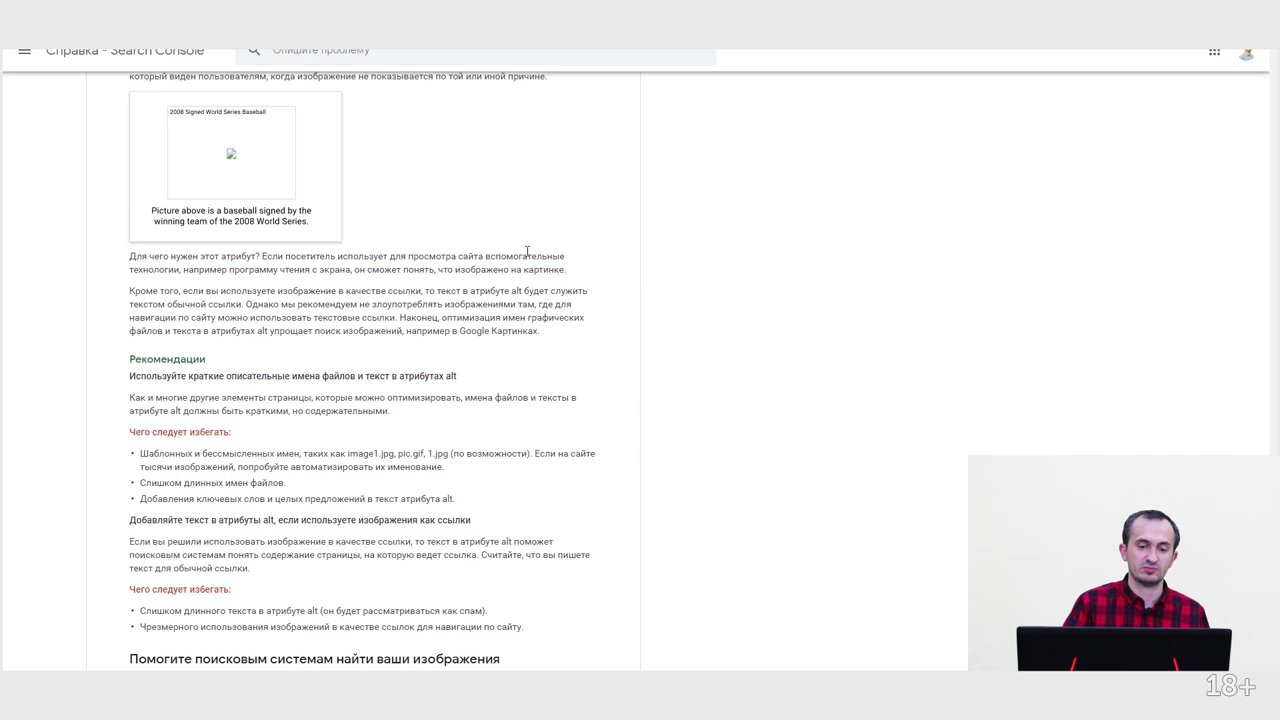 Справка - Search Console
Опишите проблему
который виден пользователям, когда изображение не показывается по той или иной причине.
2008 Signed World Series Baseball
Picture above is a baseball signed by the
winning team of the 2008 World Series.
Для чего нужен этот атрибут? Если посетитель использует для просмотра сайта вспомогательные
технологии, например программу чтения с экрана, он сможет понять, что изображено на картинке.
Кроме того, если вы используете изображение в качестве ссылки, то текст в атрибуте alt будет служить
текстом обычной ссылки. Однако мы рекомендуем не злоупотреблять изображениями там, где для
навигации по сайту можно использовать текстовые ссылки. Наконец, оптимизация имен графических
файлов и текста в атрибутах alt упрощает поиск изображений, например в Google Картинках.
Рекомендации
Используйте краткие описательные имена файлов и текст в атрибутах alt
Как и многие другие элементы страницы, которые можно оптимизировать, имена файлов и тексты в
атрибуте alt должны быть краткими, но содержательными.
Чего следует избегать:
• Шаблонных и бессмысленных имен, таких как image1.jpg, pic.gif, 1.jpg (по возможности). Если на сайте
тысячи изображений, попробуйте автоматизировать их именование.
• Слишком длинных имен файлов.
• Добавления ключевых слов и целых предложений в текст атрибута alt.
Добавляйте текст в атрибуты alt, если используете изображения как ссылки
Если вы решили использовать изображение в качестве ссылки, то текст в атрибуте alt поможет
поисковым системам понять содержание страницы, на которую ведет ссылка. Считайте, что вы пишете
текст для обычной ссылки.
Чего следует избегать:
• Слишком длинного текста в атрибуте alt (он будет рассматриваться как спам).
• Чрезмерного использования изображений в качестве ссылок для навигации по сайту.
Помогите поисковым системам найти ваши изображения
18+